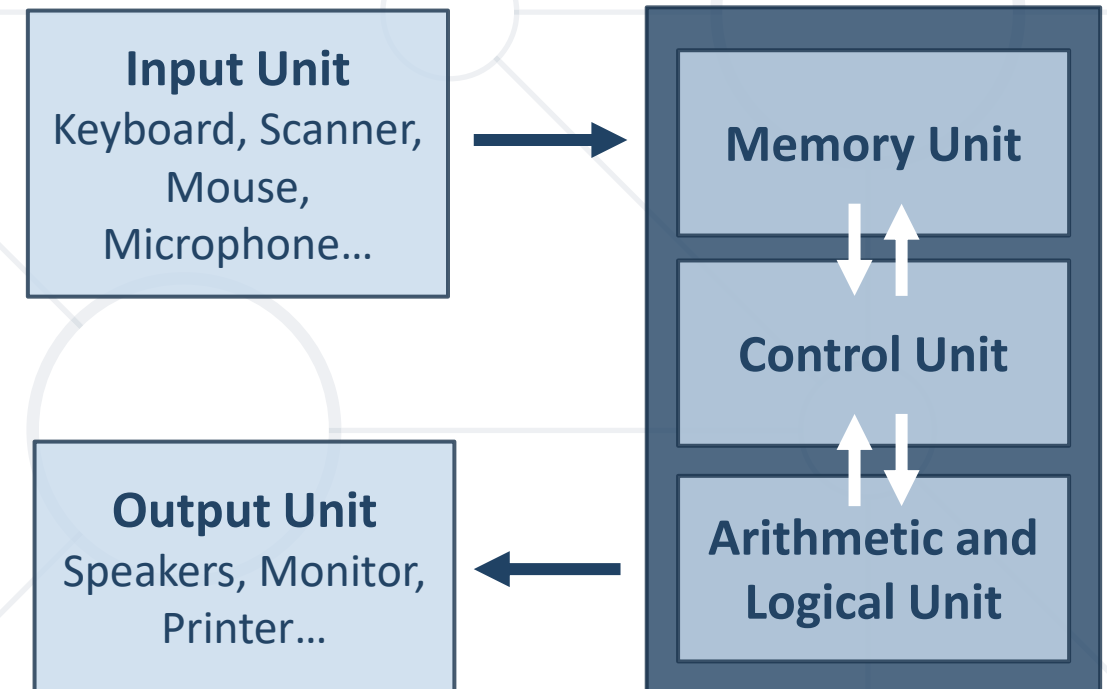 Input Unit
Keyboard, Scanner,
Mouse,
Microphone…
Memory Unit
Control Unit
Arithmetic and
Logical Unit
Output Unit
Speakers, Monitor,
Printer…